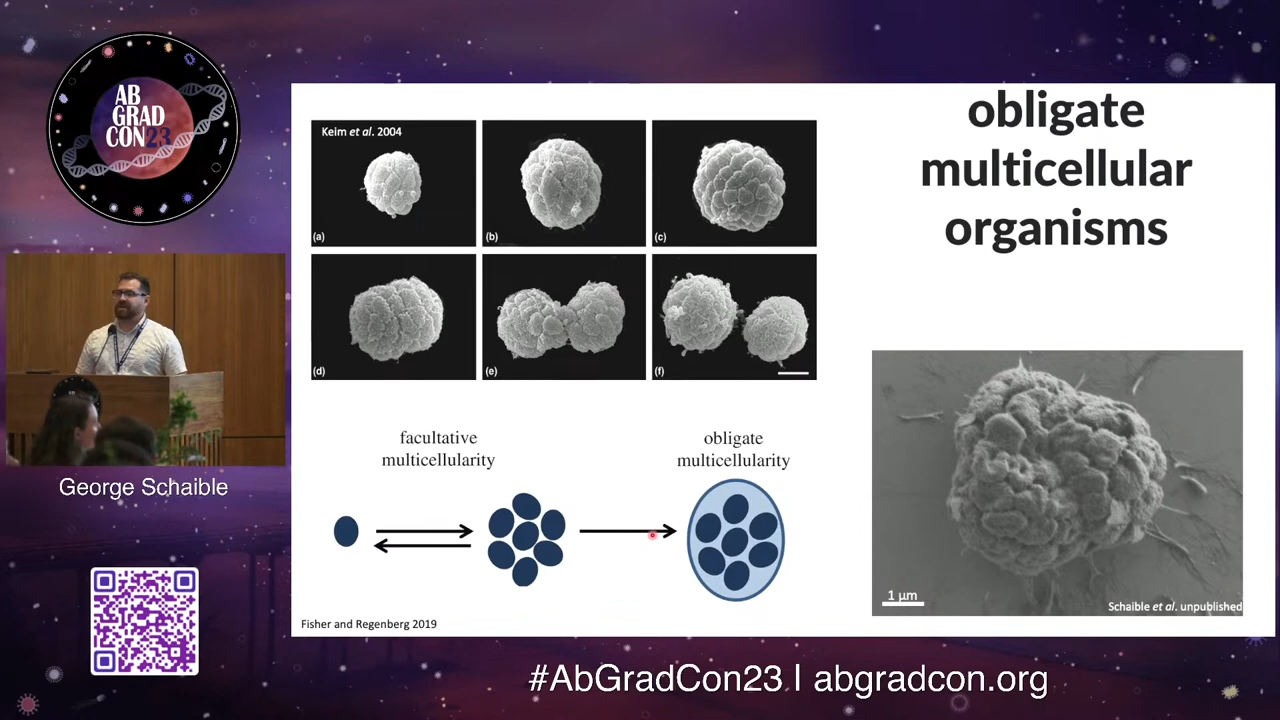 AB
GRAD
CON23
George Schaible
obligate
multicellular
organisms
Keim et al. 2004
(a)
(b)
(c)
(d)
(e)
(f)
facultative
multicellularity
obligate
multicellularity
Fisher and Regenberg 2019
1 μm
Schaible et al. unpublished
#AbGradCon23 | abgradcon.org